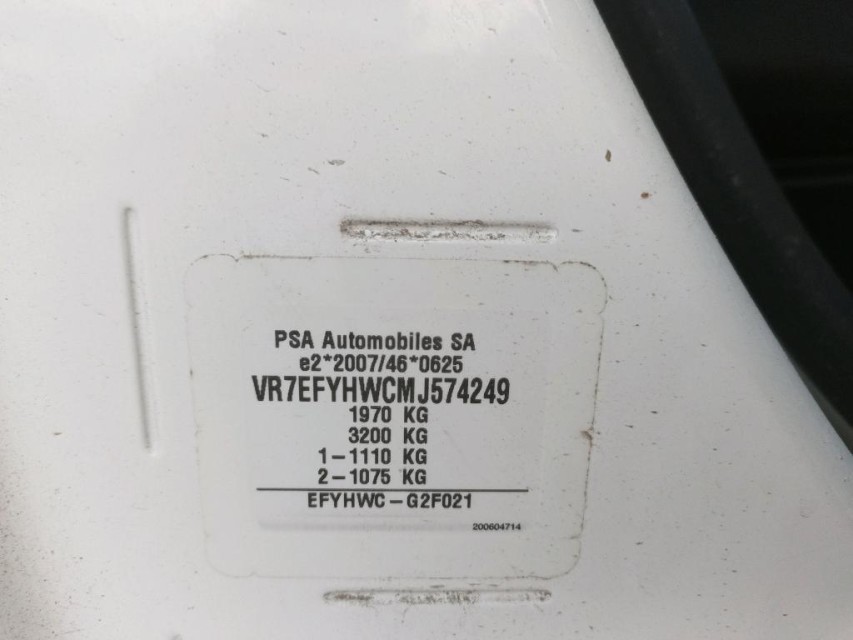 PSA Automobiles SA
e2*2007/46*0625
VR7EFYHWCMJ574249
1970 KG
3200 KG
1-1110 KG
2-1075 KG
EFYHWC-G2F021
200604714